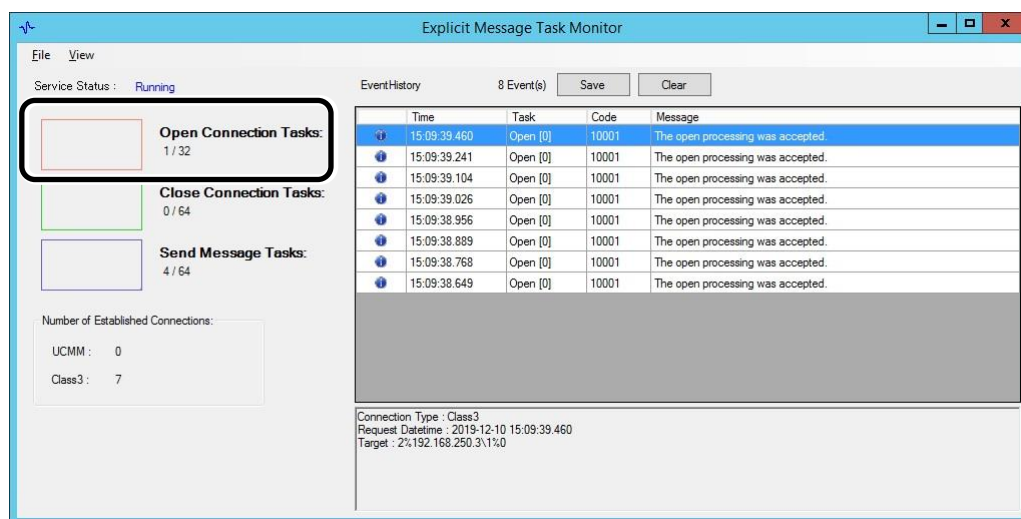 Explicit Message Task Monitor
File View
Service Status : Running
EventHistory 8 Event(s) Save Clear
Open Connection Tasks:
1 / 32
Close Connection Tasks:
0 / 64
Send Message Tasks:
4 / 64
Number of Established Connections:
UCMM : 0
Class3 : 7
Time Task Code Message
15:09:39.460 Open [0] 10001 The open processing was accepted.
15:09:39.241 Open [0] 10001 The open processing was accepted.
15:09:39.104 Open [0] 10001 The open processing was accepted.
15:09:39.026 Open [0] 10001 The open processing was accepted.
15:09:38.956 Open [0] 10001 The open processing was accepted.
15:09:38.889 Open [0] 10001 The open processing was accepted.
15:09:38.768 Open [0] 10001 The open processing was accepted.
15:09:38.649 Open [0] 10001 The open processing was accepted.
Connection Type : Class3
Request Datetime : 2019-12-10 15:09:39.460
Target : 2%192.168.250.3\1%0